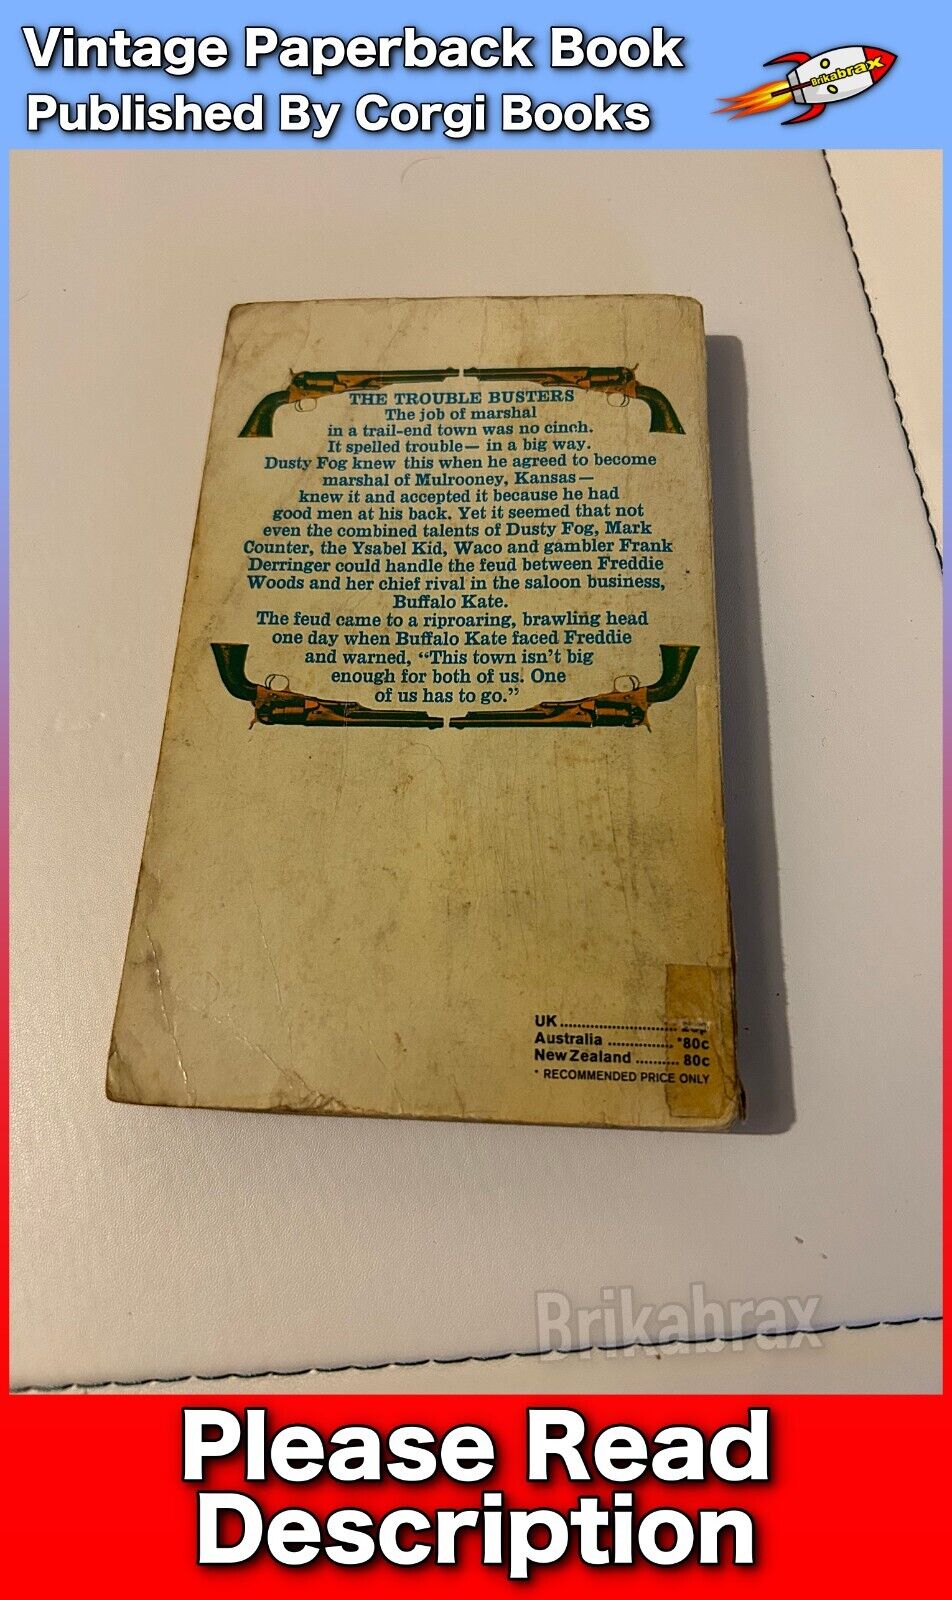 Vintage Paperback Book
Published By Corgi Books
Brikabrax
THE TROUBLE BUSTERS
The job of marshal
in a trail-end town was no cinch.
It spelled trouble— in a big way.
Dusty Fog knew this when he agreed to become
marshal of Mulrooney, Kansas—
knew it and accepted it because he had
good men at his back. Yet it seemed that not
even the combined talents of Dusty Fog, Mark
Counter, the Ysabel Kid, Waco and gambler Frank
Derringer could handle the feud between Freddie
Woods and her chief rival in the saloon business,
Buffalo Kate.
The feud came to a riproaring, brawling head
one day when Buffalo Kate faced Freddie
and warned, “This town isn't big
enough for both of us. One
of us has to go.”
UK ............................
Australia ............... *80c
New Zealand .......... 80c
* RECOMMENDED PRICE ONLY
Brikabrax
Please Read
Description